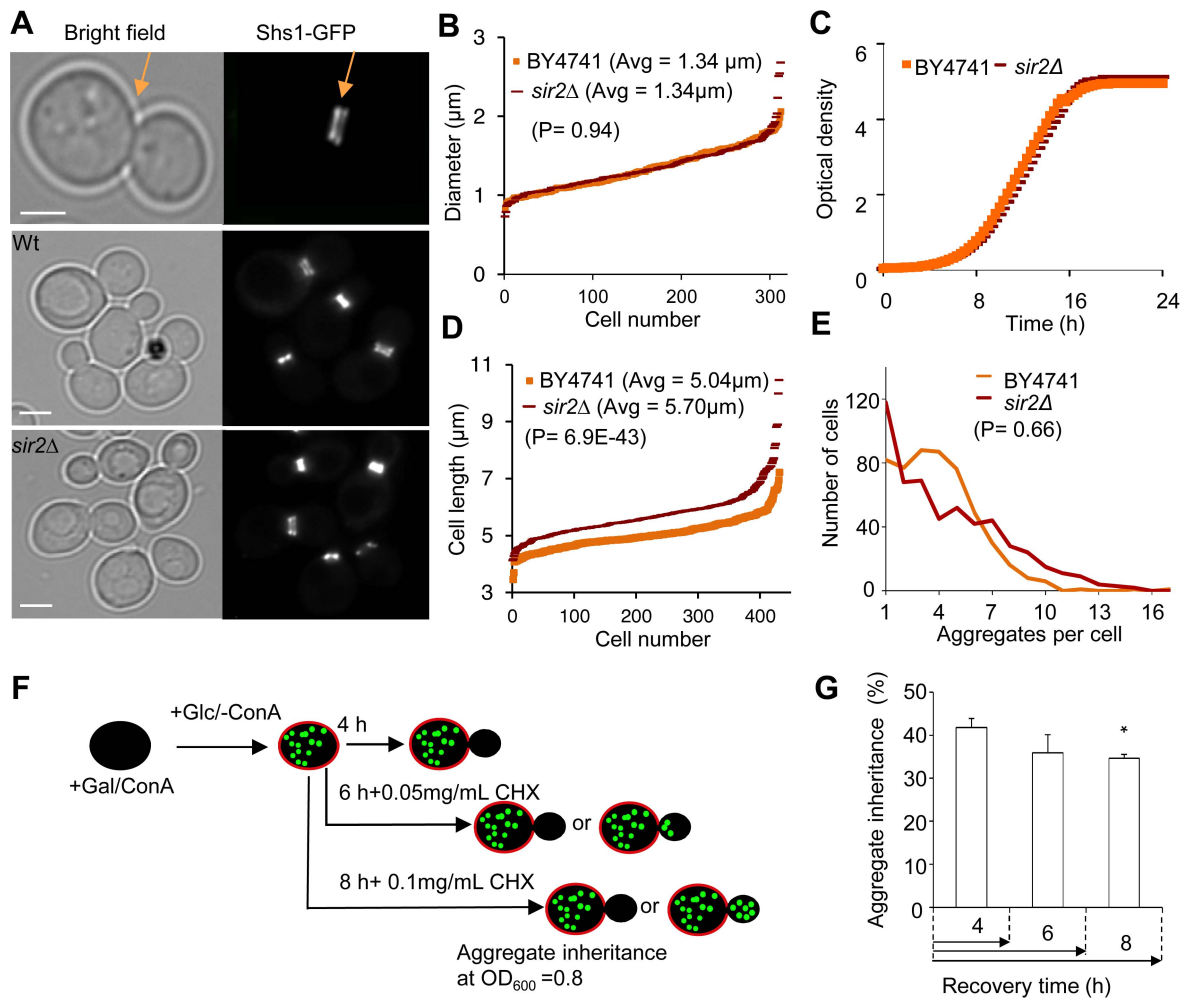 A
Bright field
Shs1-GFP
Wt
sir2Δ
B
3
2
1
0
Diameter (µm)
BY4741 (Avg = 1.34 µm)
sir2Δ (Avg = 1.34µm)
(P= 0.94)
0
100
200
300
Cell number
C
6
4
2
0
Optical density
BY4741
sir2Δ
0
8
16
24
Time (h)
D
11
9
7
5
3
Cell length (µm)
BY4741 (Avg = 5.04µm)
sir2Δ (Avg = 5.70µm)
(P= 6.9E-43)
0
100
200
300
400
Cell number
E
120
80
40
0
Number of cells
BY4741
sir2Δ
(P= 0.66)
1
4
7
10
13
16
Aggregates per cell
F
+Gal/ConA
+Glc/-ConA
4 h
6 h+0.05mg/mL CHX
or
8 h+ 0.1mg/mL CHX
or
Aggregate inheritance
at OD600 =0.8
G
50
40
30
20
10
0
Aggregate inheritance (%)
*
4
6
8
Recovery time (h)